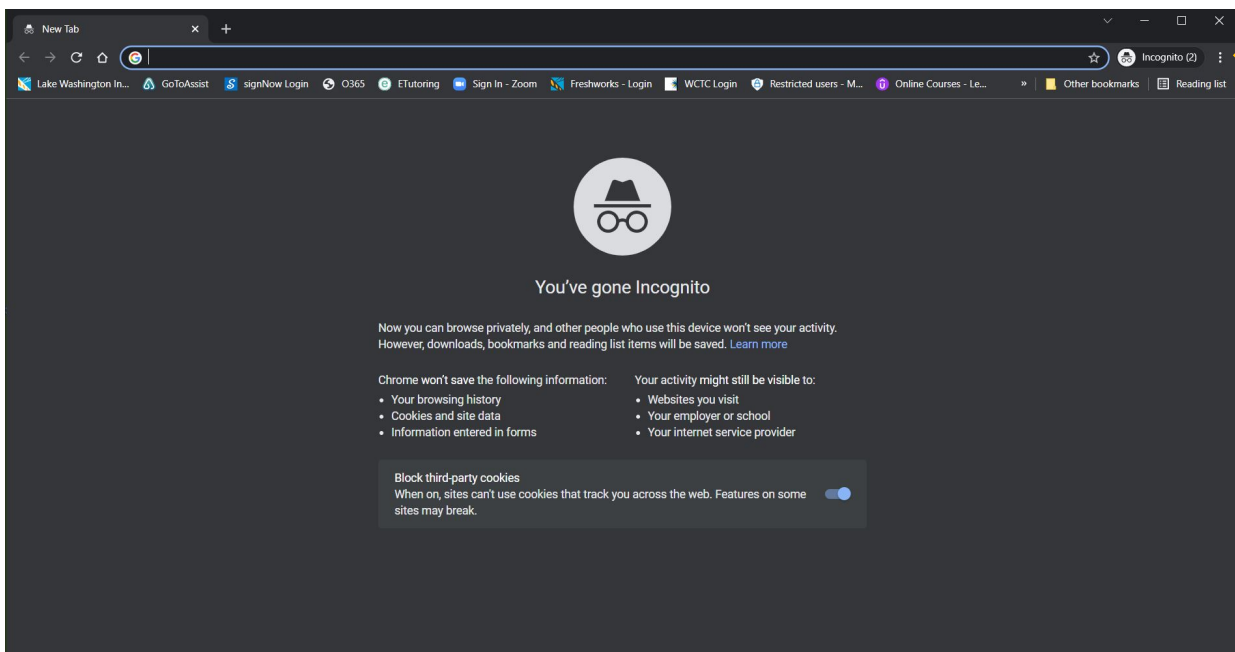 New Tab
Incognito (2)
Lake Washington In... GoToAssist signNow Login O365 ETutoring Sign In - Zoom Freshworks - Login WCTC Login Restricted users - M... Online Courses - Le... » Other bookmarks Reading list
You've gone Incognito
Now you can browse privately, and other people who use this device won't see your activity.
However, downloads, bookmarks and reading list items will be saved. Learn more
Chrome won't save the following information:
• Your browsing history
• Cookies and site data
• Information entered in forms
Your activity might still be visible to:
• Websites you visit
• Your employer or school
• Your internet service provider
Block third-party cookies
When on, sites can't use cookies that track you across the web. Features on some
sites may break.